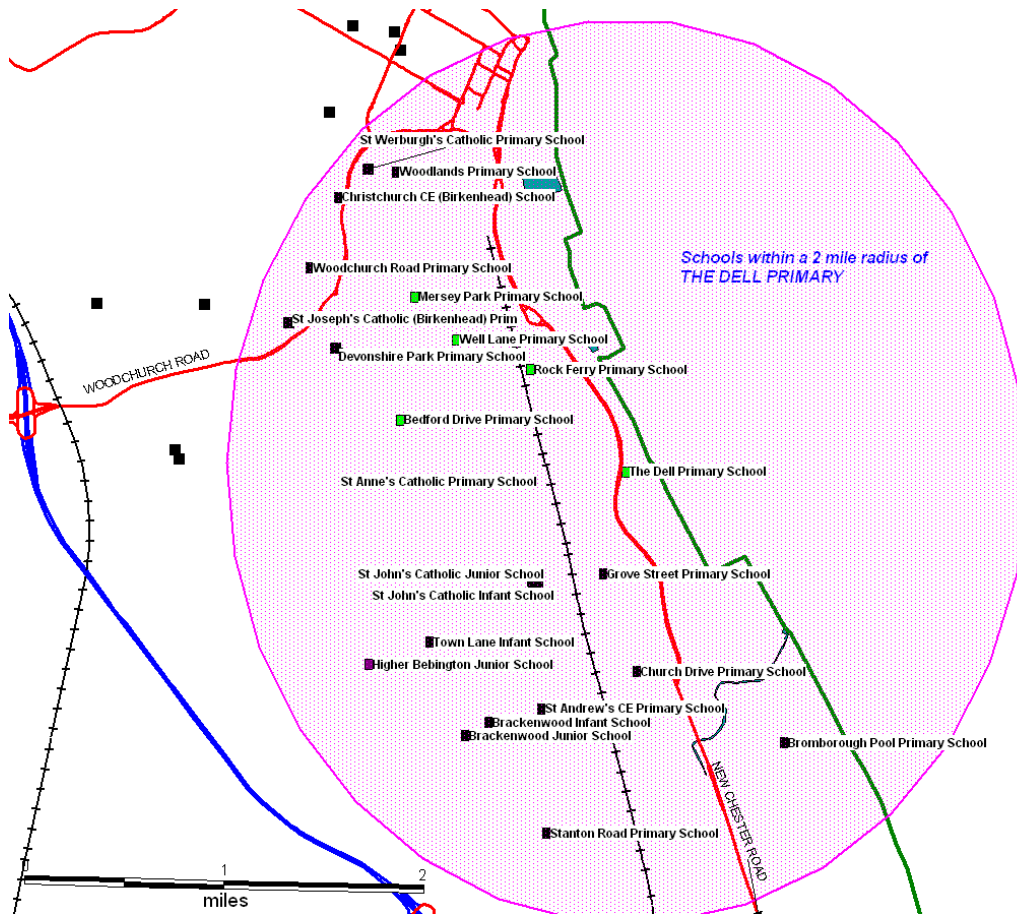 St Werburgh's Catholic Primary School
Woodlands Primary School
Christchurch CE (Birkenhead) School
Schools within a 2 mile radius of
THE DELL PRIMARY
Woodchurch Road Primary School
Mersey Park Primary School
St Joseph's Catholic (Birkenhead) Prim
Well Lane Primary School
Devonshire Park Primary School
WOODCHURCH ROAD
Rock Ferry Primary School
Bedford Drive Primary School
The Dell Primary School
St Anne's Catholic Primary School
St John's Catholic Junior School
Grove Street Primary School
St John's Catholic Infant School
Town Lane Infant School
Higher Bebington Junior School
Church Drive Primary School
St Andrew's CE Primary School
Brackenwood Infant School
Brackenwood Junior School
Bromborough Pool Primary School
NEW CHESTER ROAD
Stanton Road Primary School
0 1 2
miles